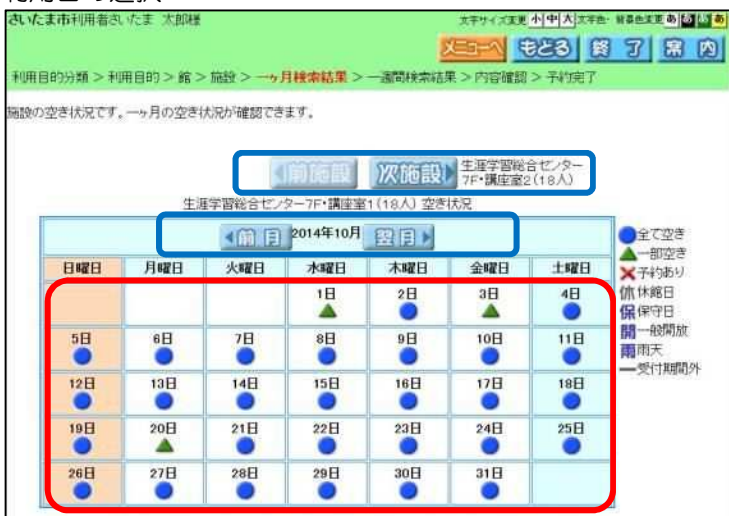 さいたま市利用者さいたま 太郎様 文字サイズ変更 小 中 大 文字色・背景色変更 あ あ あ あ
メニューへ もどる 終了 案内
利用目的分類 > 利用目的 > 館 > 施設 > 一ヶ月検索結果 > 一週間検索結果 > 内容確認 > 予約完了
施設の空き状況です。一ヶ月の空き状況が確認できます。
前施設 次施設 生涯学習総合センター
7F・講座室2(18人)
生涯学習総合センター7F・講座室1(18人) 空き状況
前月 2014年10月 翌月
日曜日 月曜日 火曜日 水曜日 木曜日 金曜日 土曜日
1日 2日 3日 4日
5日 6日 7日 8日 9日 10日 11日
12日 13日 14日 15日 16日 17日 18日
19日 20日 21日 22日 23日 24日 25日
26日 27日 28日 29日 30日 31日
全て空き
一部空き
予約あり
休 休館日
保 保守日
開 一般開放
雨 雨天
受付期間外